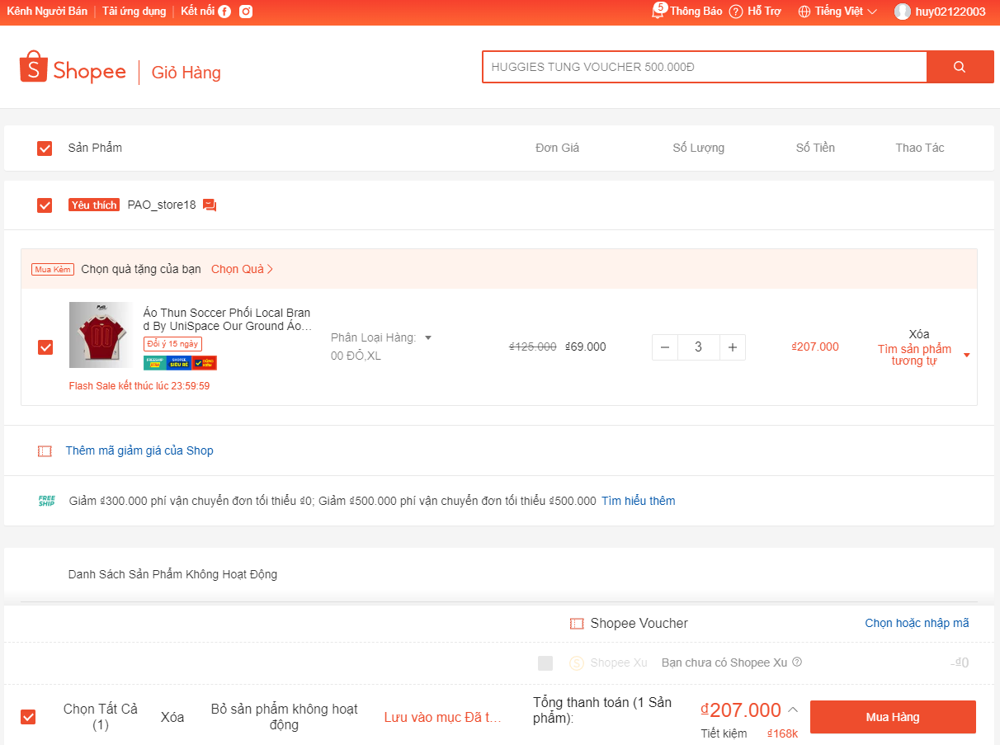 Kênh Người Bán | Tải ứng dụng | Kết nối
5 Thông Báo Hỗ Trợ Tiếng Việt huy02122003
Shopee | Giỏ Hàng
HUGGIES TUNG VOUCHER 500.000Đ
Sản Phẩm Đơn Giá Số Lượng Số Tiền Thao Tác
Yêu thích PAO_store18
Mua Kèm Chọn quà tặng của bạn Chọn Quà
Áo Thun Soccer Phối Local Bran
d By UniSpace Our Ground Áo…
Đổi ý 15 ngày
FREESHIP XTRA SHOPEE SIÊU RẺ
Flash Sale kết thúc lúc 23:59:59
Phân Loại Hàng:
00 ĐỎ,XL
₫125.000 ₫69.000
3
₫207.000
Xóa
Tìm sản phẩm
tương tự
Thêm mã giảm giá của Shop
FREE SHIP Giảm ₫300.000 phí vận chuyển đơn tối thiểu ₫0; Giảm ₫500.000 phí vận chuyển đơn tối thiểu ₫500.000 Tìm hiểu thêm
Danh Sách Sản Phẩm Không Hoạt Động
Shopee Voucher Chọn hoặc nhập mã
Shopee Xu Bạn chưa có Shopee Xu -₫0
Chọn Tất Cả
(1)
Xóa
Bỏ sản phẩm không hoạt
động
Lưu vào mục Đã t…
Tổng thanh toán (1 Sản
phẩm):
₫207.000
Tiết kiệm ₫168k
Mua Hàng